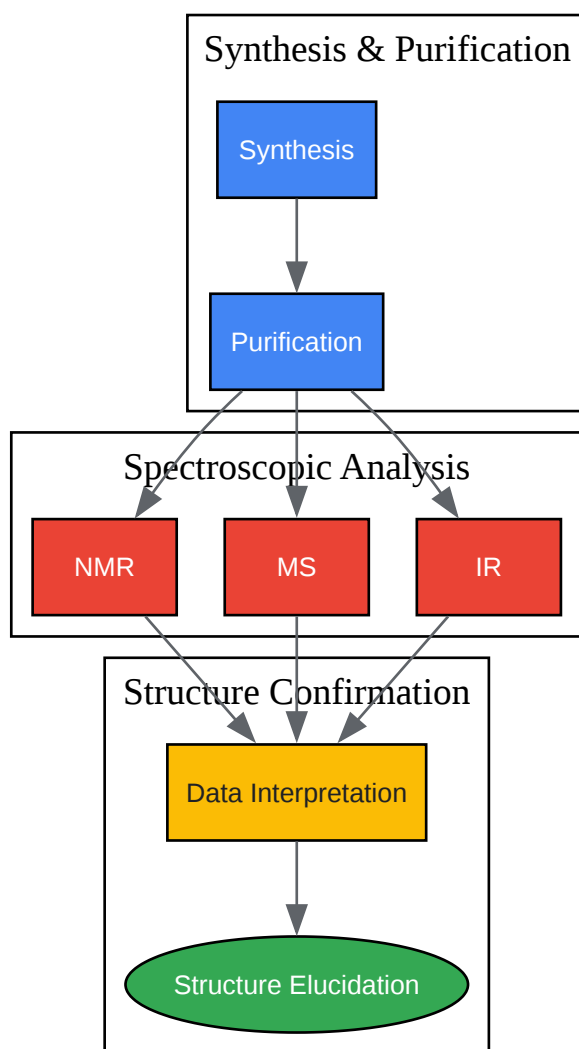 Synthesis & Purification
Synthesis
Purification
Spectroscopic Analysis
NMR
MS
IR
Structure Confirmation
Data Interpretation
Structure Elucidation